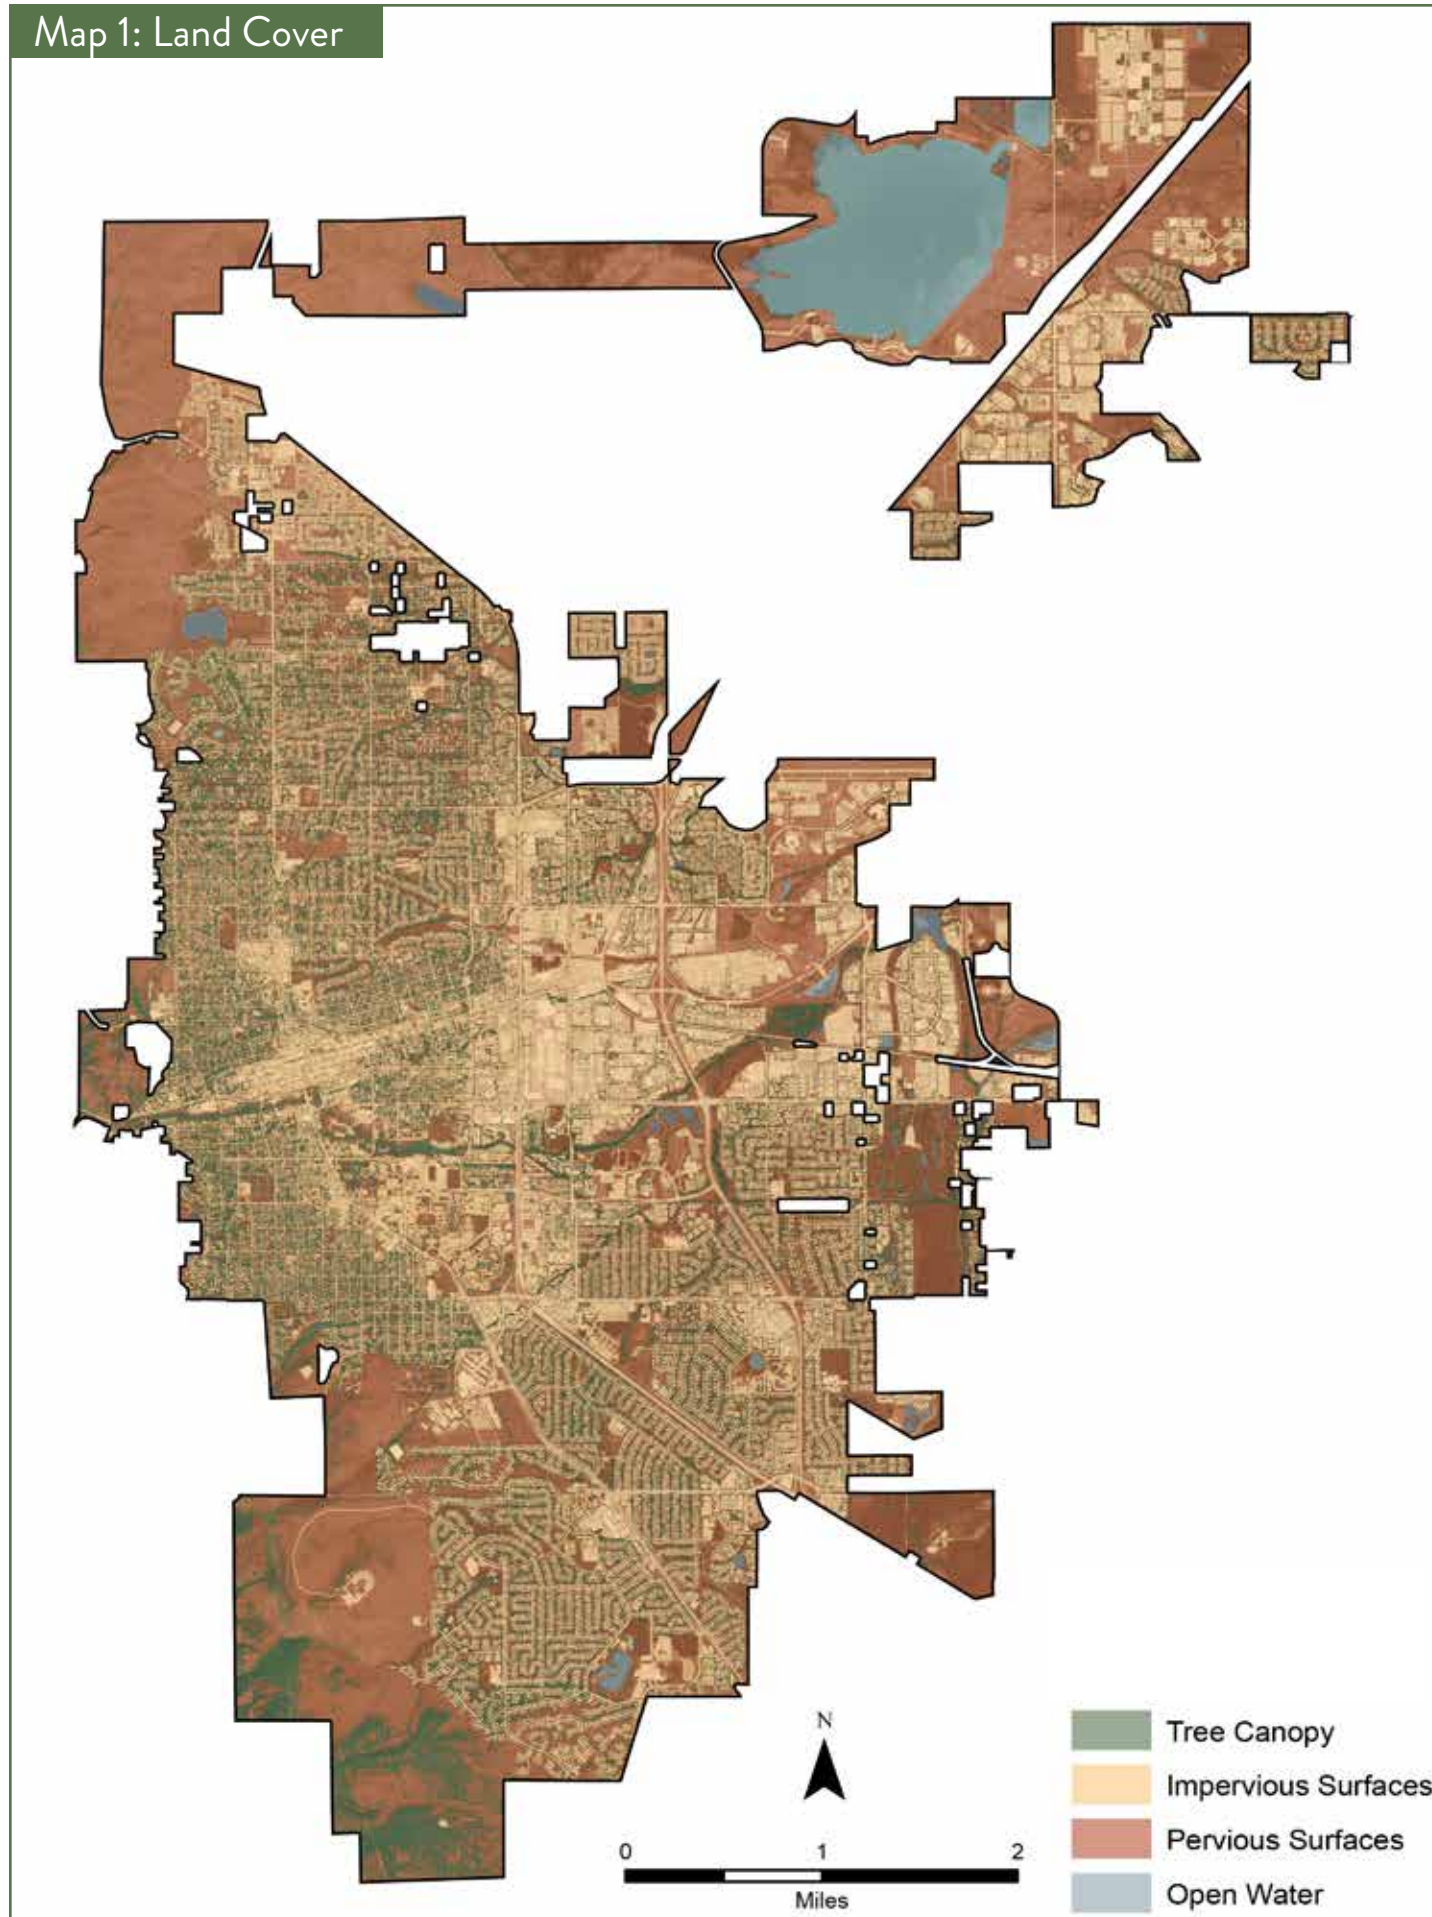 Map 1: Land Cover
N
0 1 2
Miles
Tree Canopy
Impervious Surfaces
Pervious Surfaces
Open Water